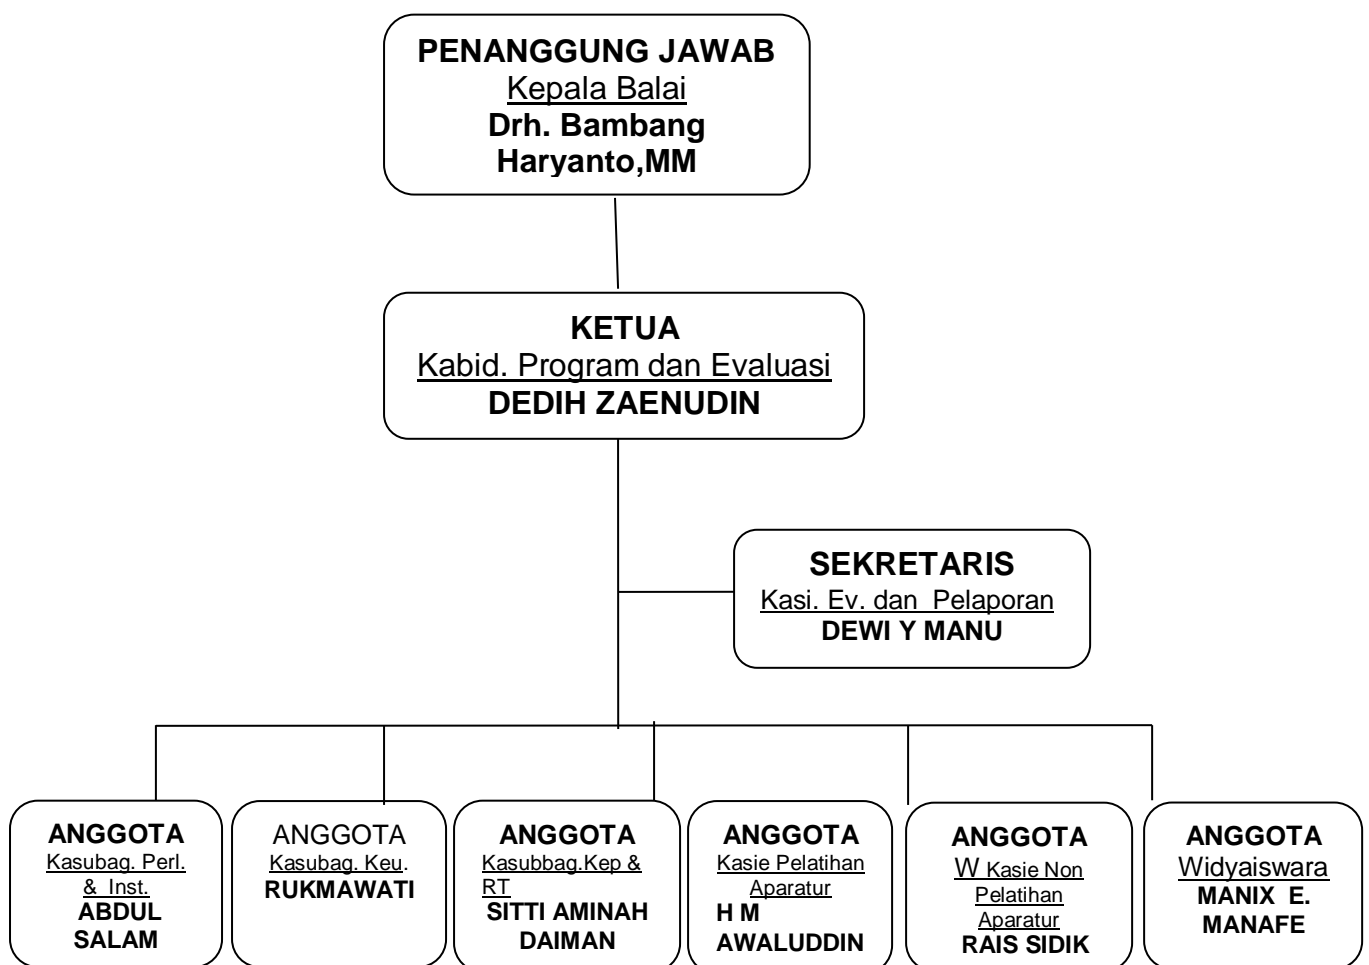 PENANGGUNG JAWAB
Kepala Balai
Drh. Bambang
Haryanto,MM
KETUA
Kabid. Program dan Evaluasi
DEDIH ZAENUDIN
SEKRETARIS
Kasi. Ev. dan Pelaporan
DEWI Y MANU
ANGGOTA
Kasubag. Perl.
& Inst.
ABDUL
SALAM
ANGGOTA
Kasubag. Keu.
RUKMAWATI
ANGGOTA
Kasubbag.Kep &
RT
SITTI AMINAH
DAIMAN
ANGGOTA
Kasie Pelatihan
Aparatur
H M
AWALUDDIN
ANGGOTA
W Kasie Non
Pelatihan
Aparatur
RAIS SIDIK
ANGGOTA
Widyaiswara
MANIX E.
MANAFE